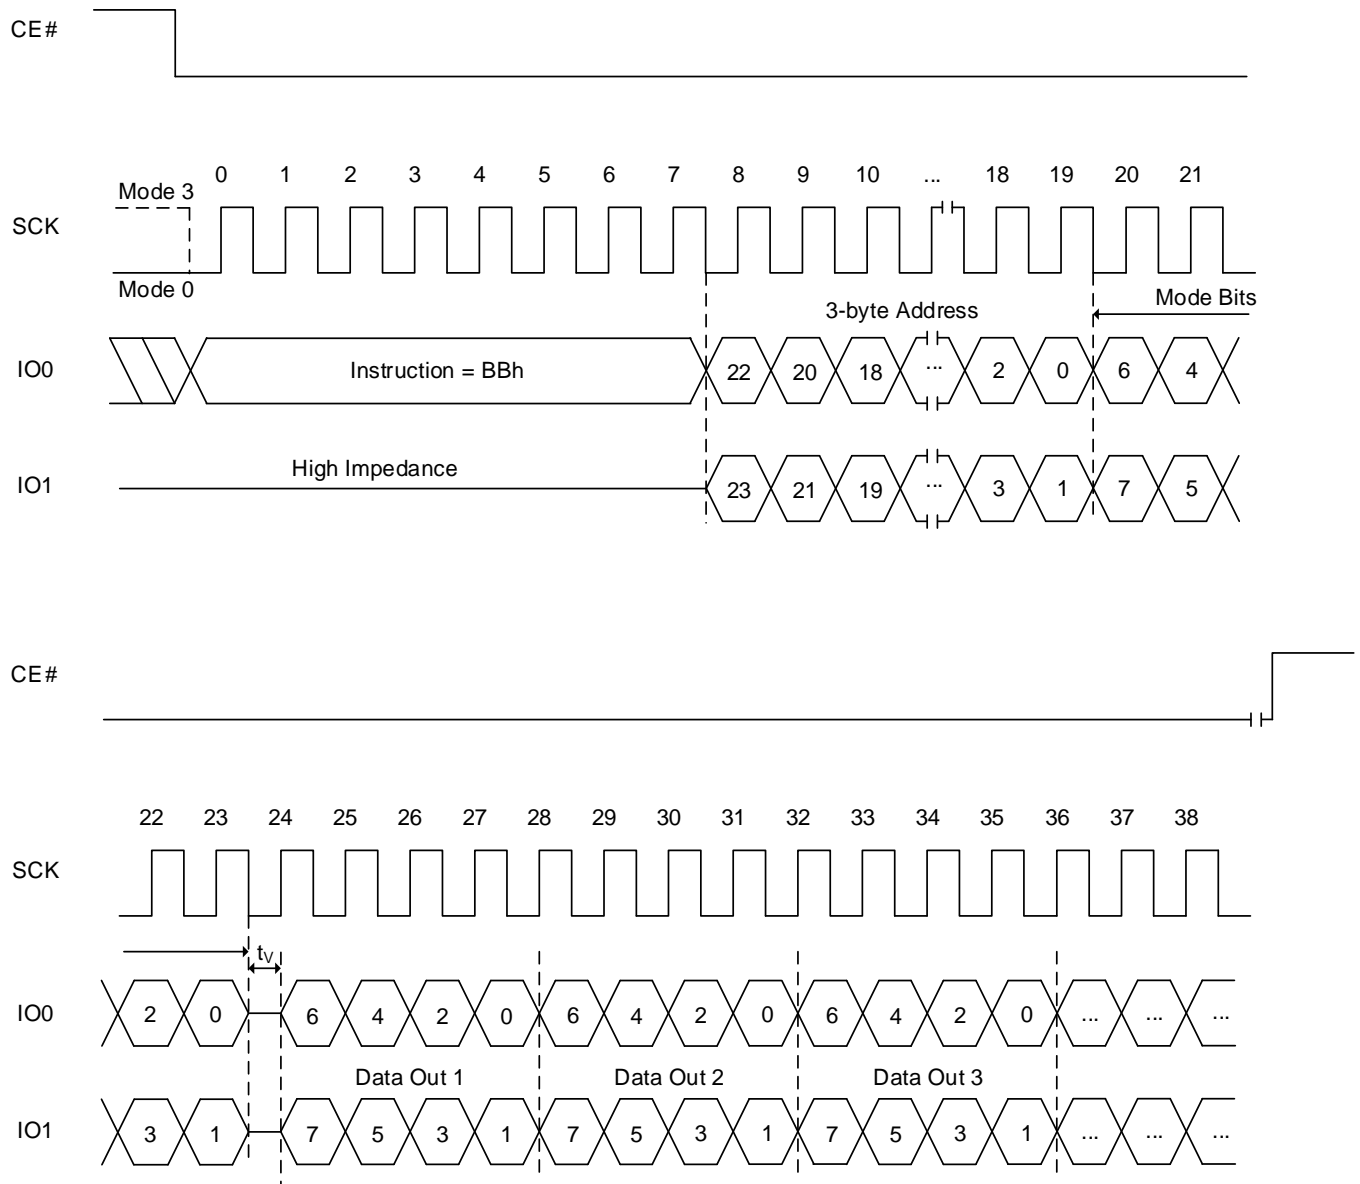 CE#
0 1 2 3 4 5 6 7 8 9 10 ... 18 19 20 21
Mode 3
SCK
Mode 0
3-byte Address
Mode Bits
IO0
Instruction = BBh
22 20 18 ... 2 0 6 4
High Impedance
IO1
23 21 19 ... 3 1 7 5
CE#
22 23 24 25 26 27 28 29 30 31 32 33 34 35 36 37 38
SCK
tV
IO0
2 0 6 4 2 0 6 4 2 0 6 4 2 0 ... ... ...
Data Out 1 Data Out 2 Data Out 3
IO1
3 1 7 5 3 1 7 5 3 1 7 5 3 1 ... ... ...